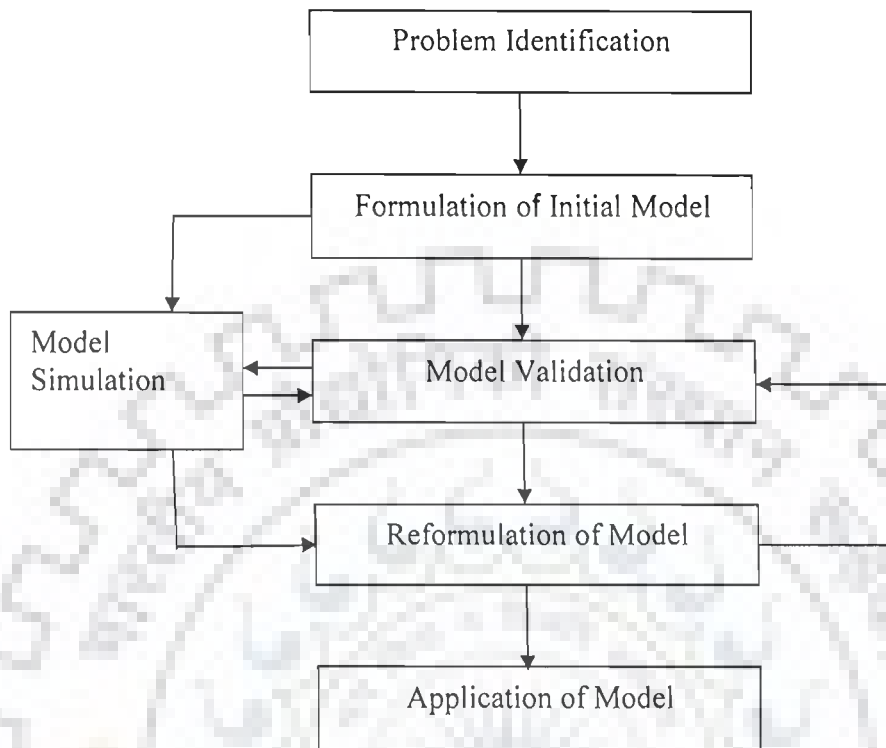 Problem Identification
Formulation of Initial Model
Model
Simulation
Model Validation
Reformulation of Model
Application of Model